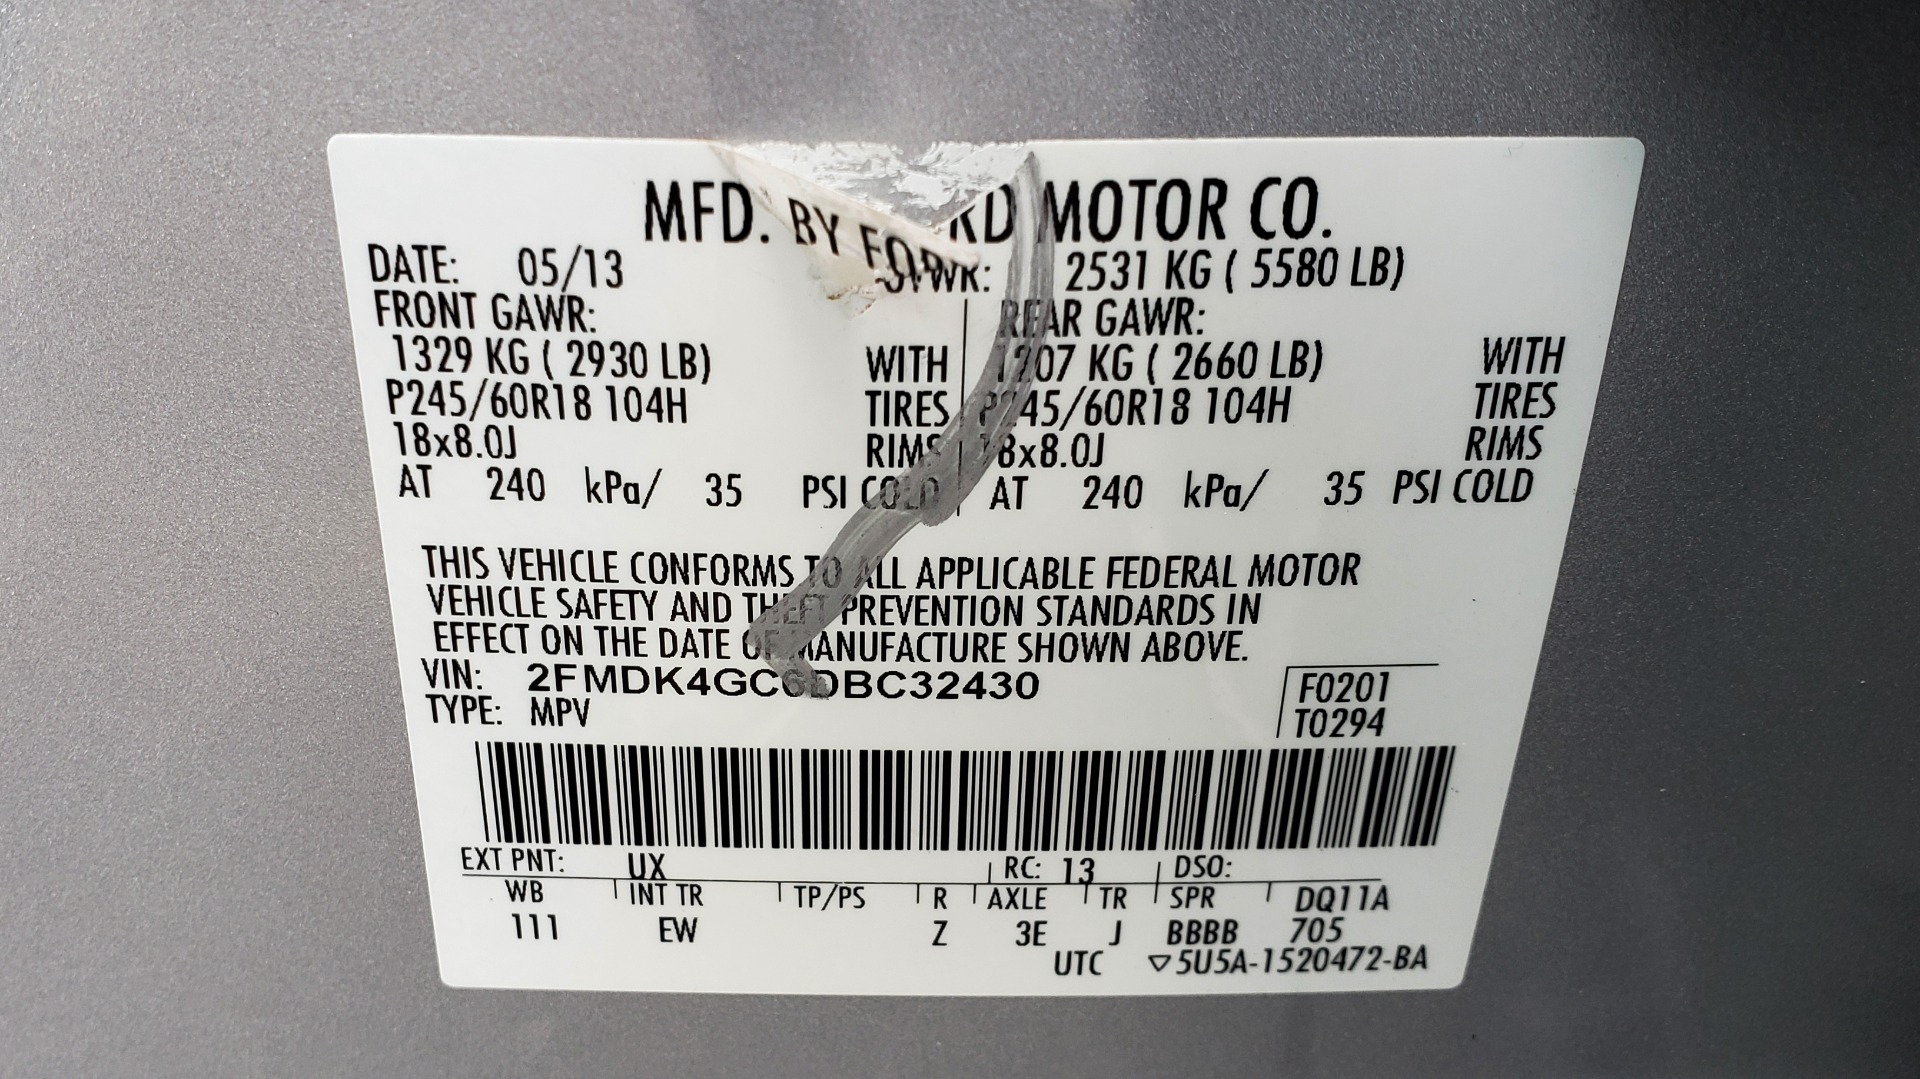 MFD. BY FORD MOTOR CO.
DATE: 05/13 GVWR: 2531 KG ( 5580 LB)
FRONT GAWR: REAR GAWR:
1329 KG ( 2930 LB) WITH 1207 KG ( 2660 LB) WITH
P245/60R18 104H TIRES P245/60R18 104H TIRES
18x8.0J RIMS 18x8.0J RIMS
AT 240 kPa/ 35 PSI COLD AT 240 kPa/ 35 PSI COLD
THIS VEHICLE CONFORMS TO ALL APPLICABLE FEDERAL MOTOR
VEHICLE SAFETY AND THEFT PREVENTION STANDARDS IN
EFFECT ON THE DATE OF MANUFACTURE SHOWN ABOVE.
VIN: 2FMDK4GC6DBC32430 F0201
TYPE: MPV T0294
EXT PNT: UX RC: 13 DSO:
WB INT TR TP/PS R AXLE TR SPR DQ11A
111 EW Z 3E J BBBB 705
UTC ▽5U5A-1520472-BA